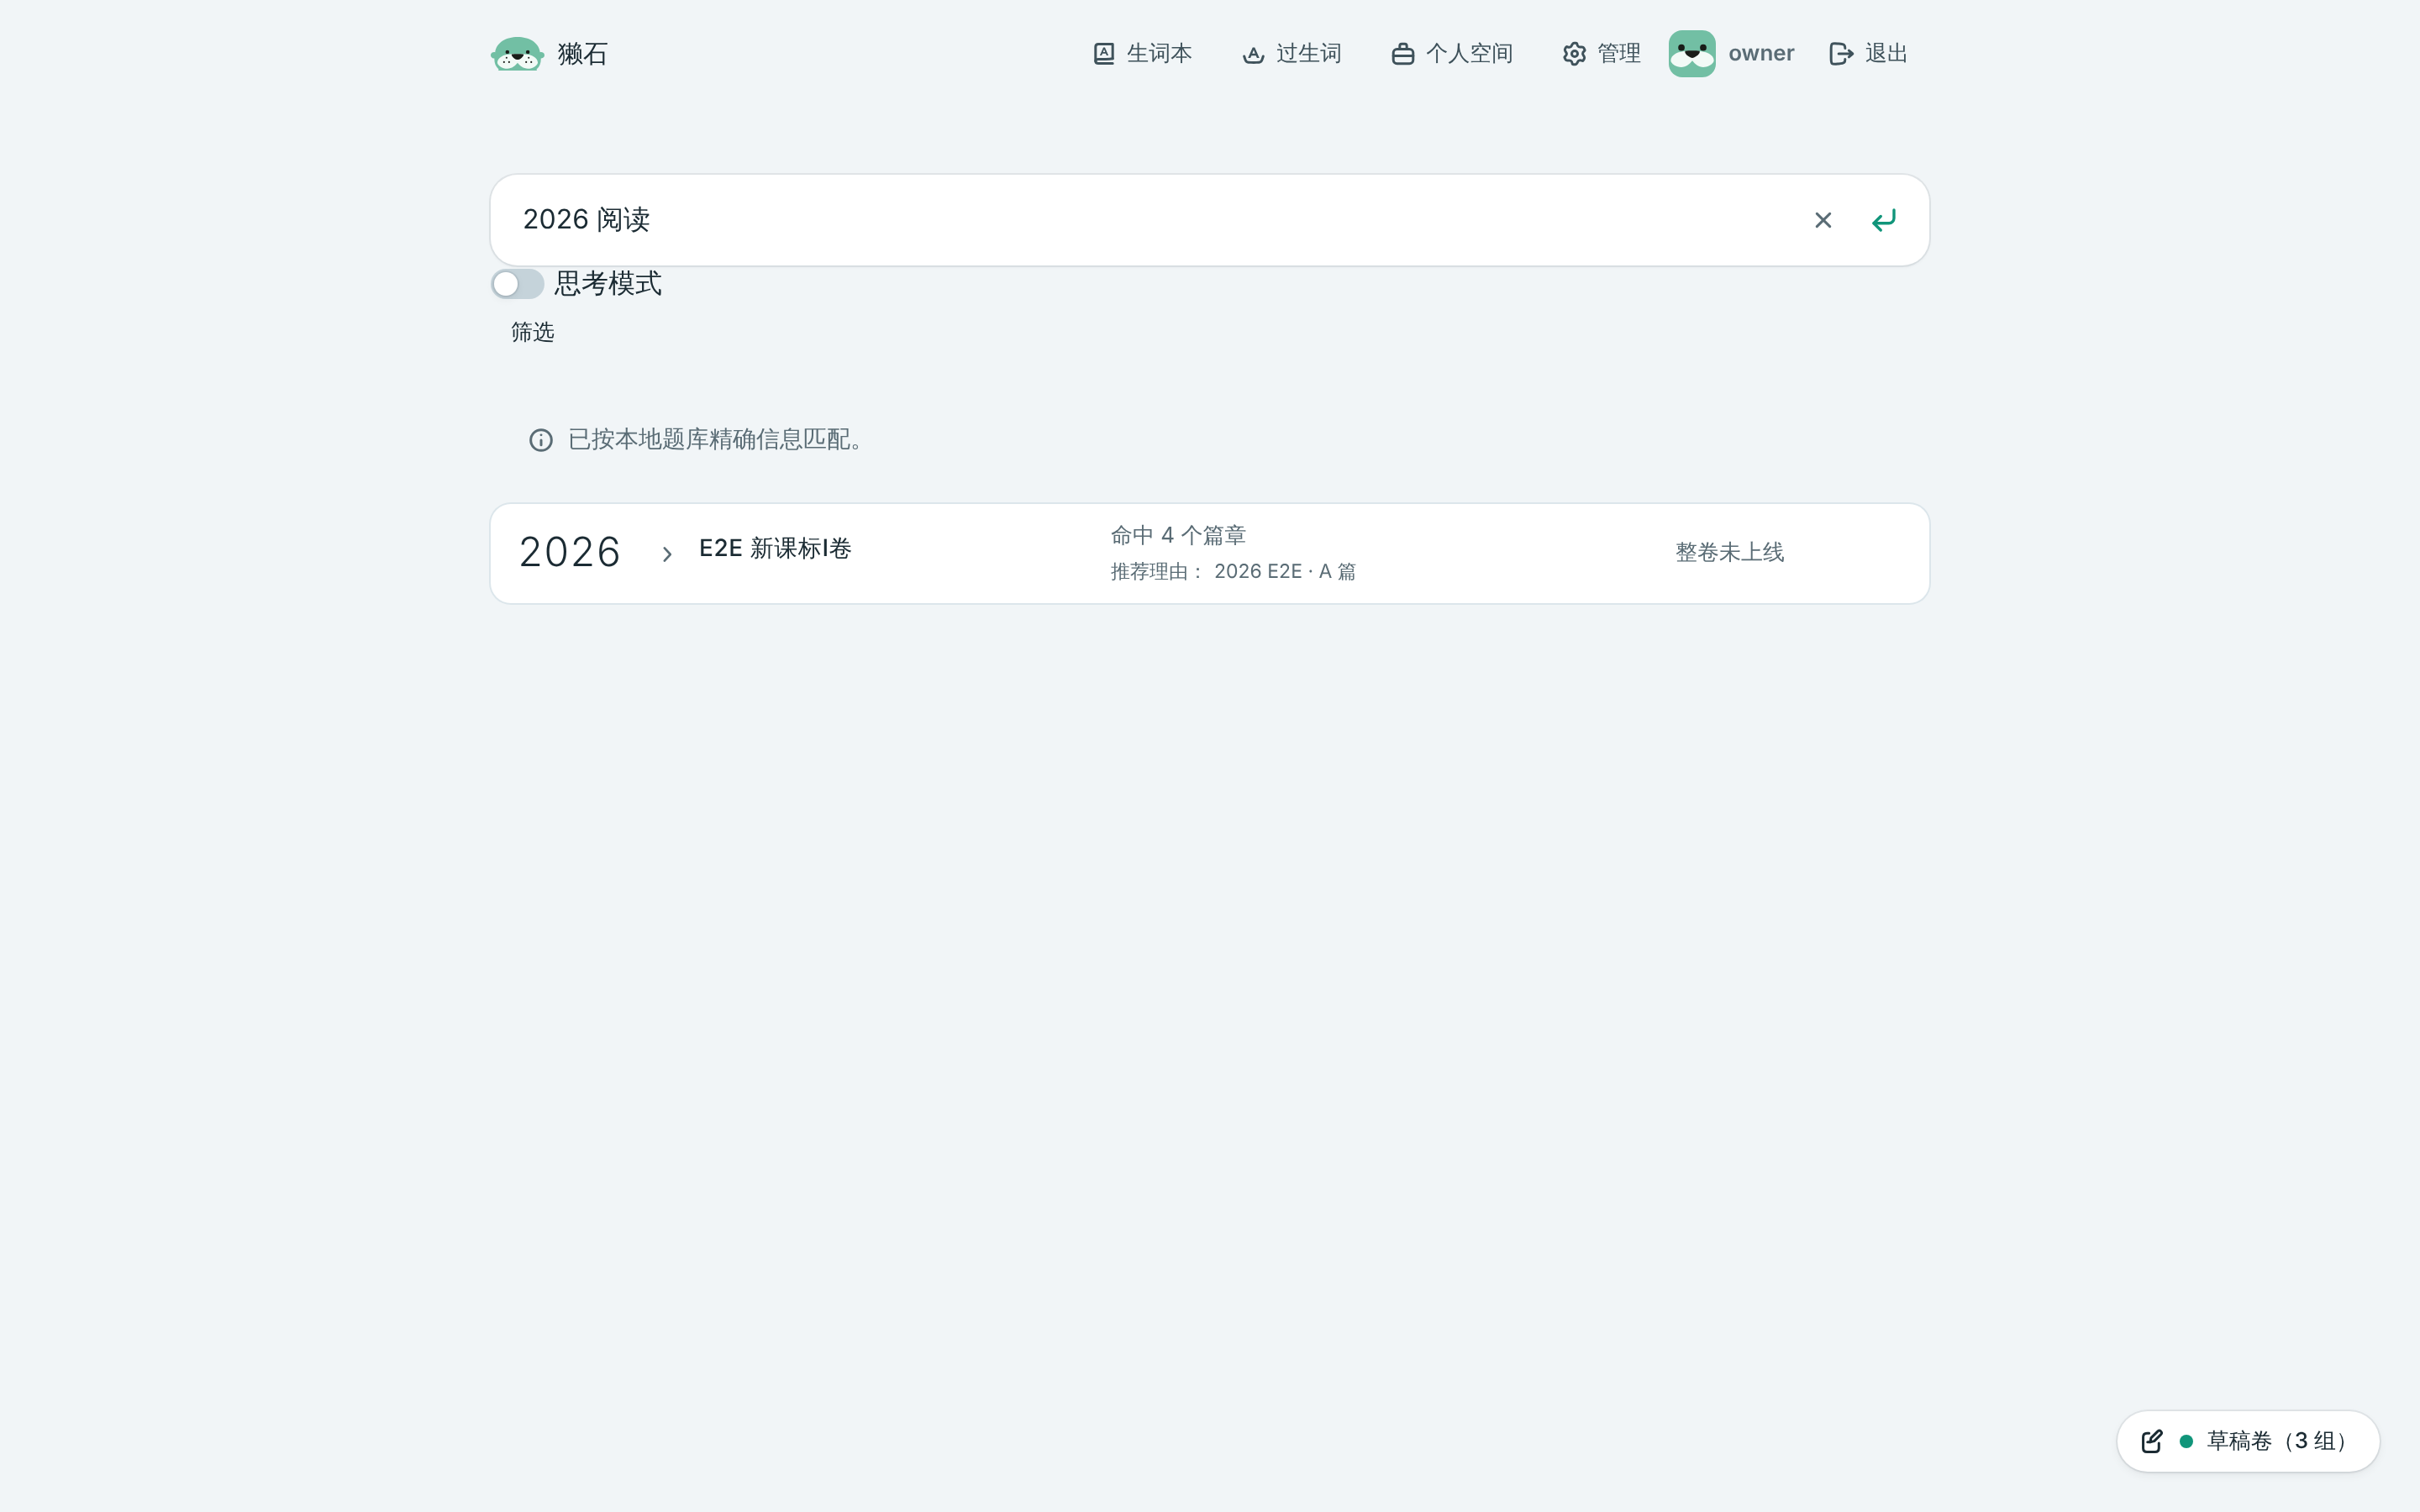 獭石
生词本
过生词
个人空间
管理
owner
退出
2026 阅读
思考模式
筛选
已按本地题库精确信息匹配。
2026
E2E 新课标I卷
命中 4 个篇章
推荐理由： 2026 E2E · A 篇
整卷未上线
草稿卷（3 组）